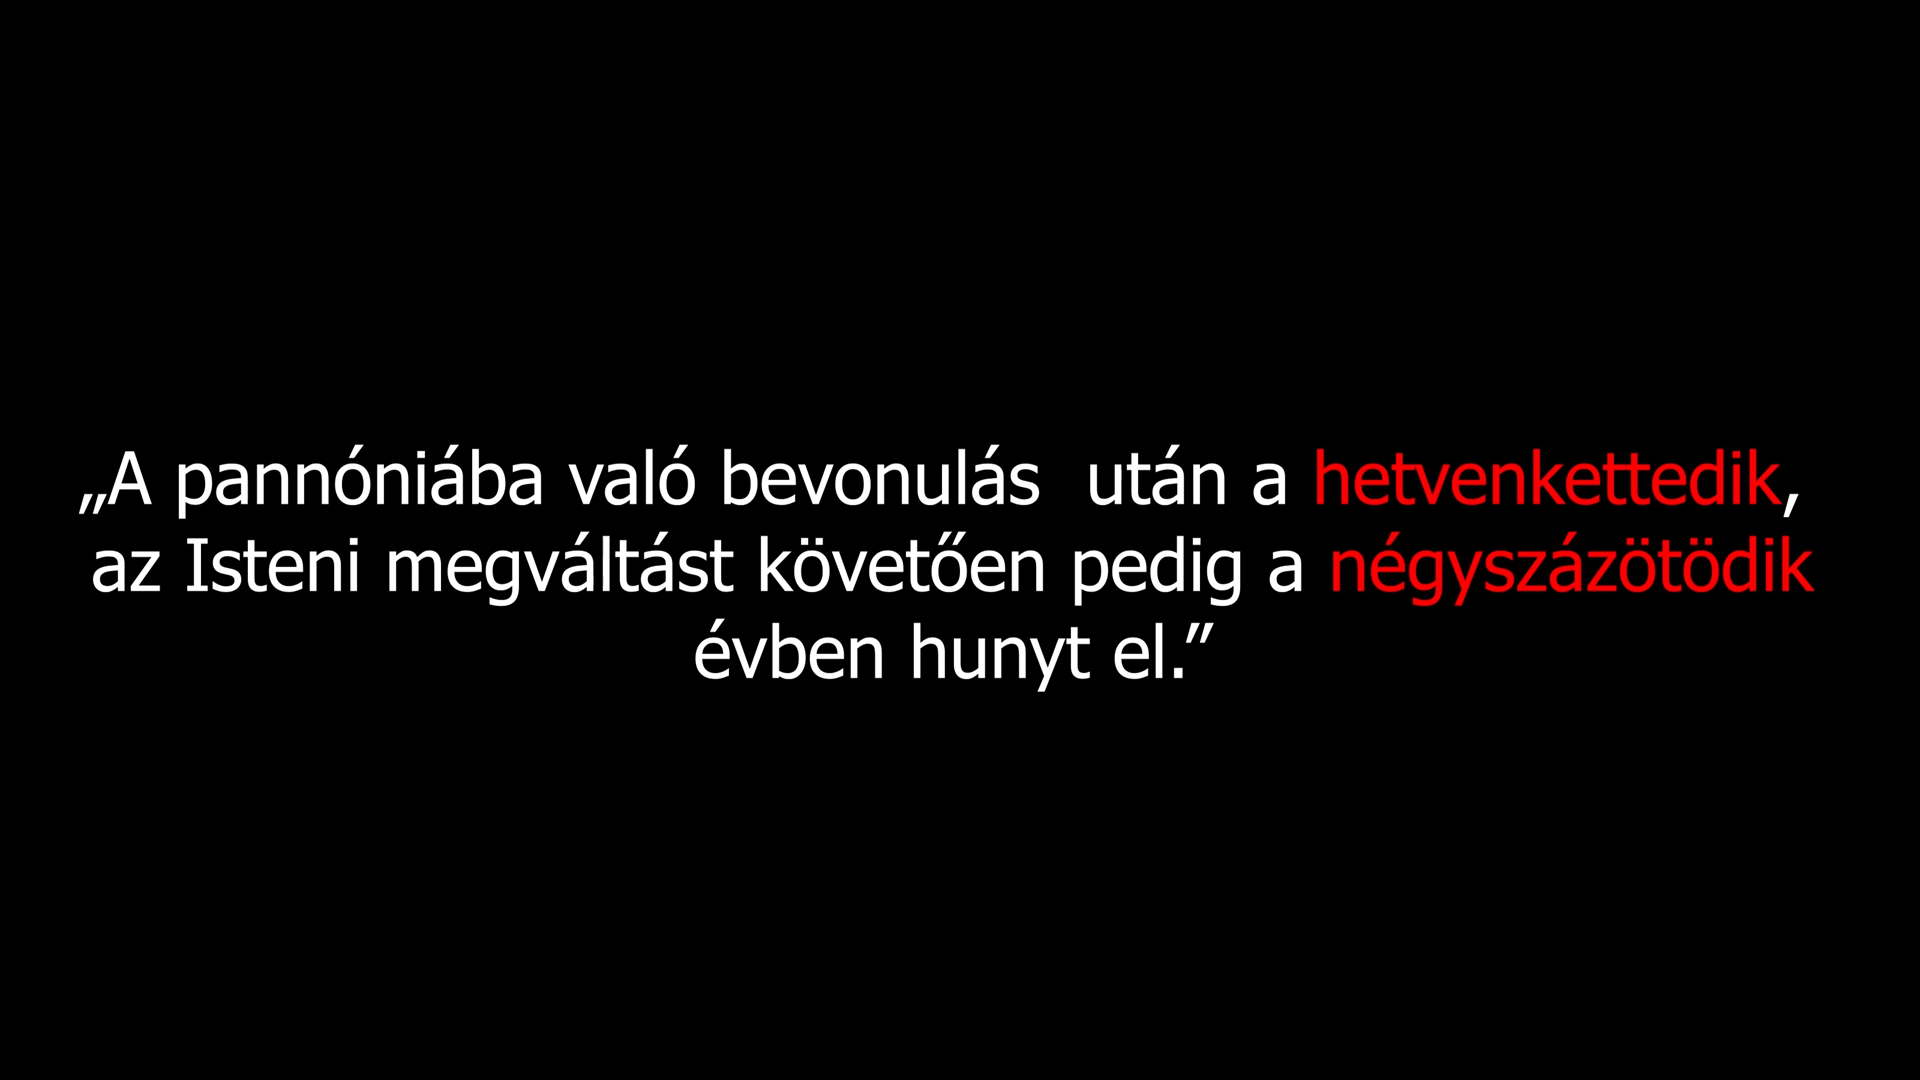 „A pannóniába való bevonulás  után a hetvenkettedik,
az Isteni megváltást követően pedig a négyszázötödik
évben hunyt el.”